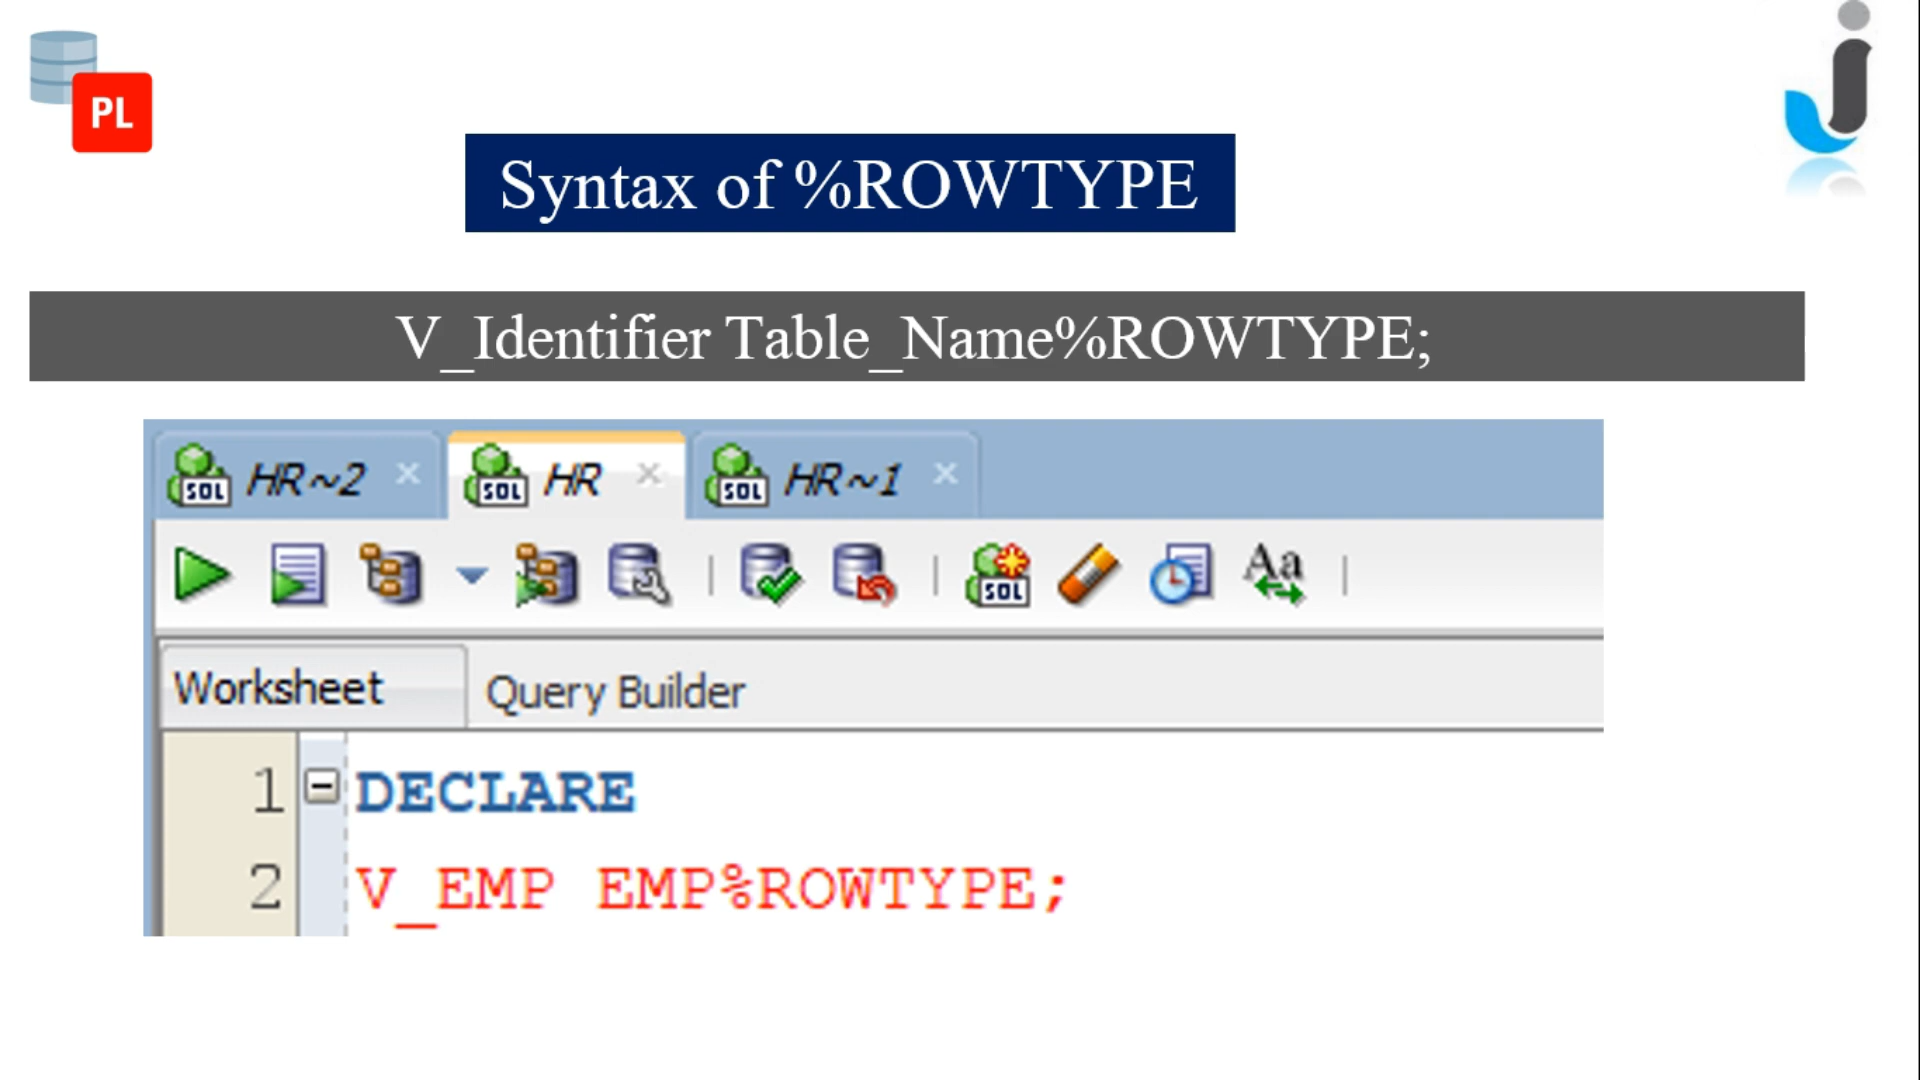 PL
Syntax of %ROWTYPE
V_Identifier Table_Name%ROWTYPE;
SQL HR~2 SQL HR SQL HR~1
SQL Aa
Worksheet Query Builder
1 DECLARE
2 V_EMP EMP%ROWTYPE;